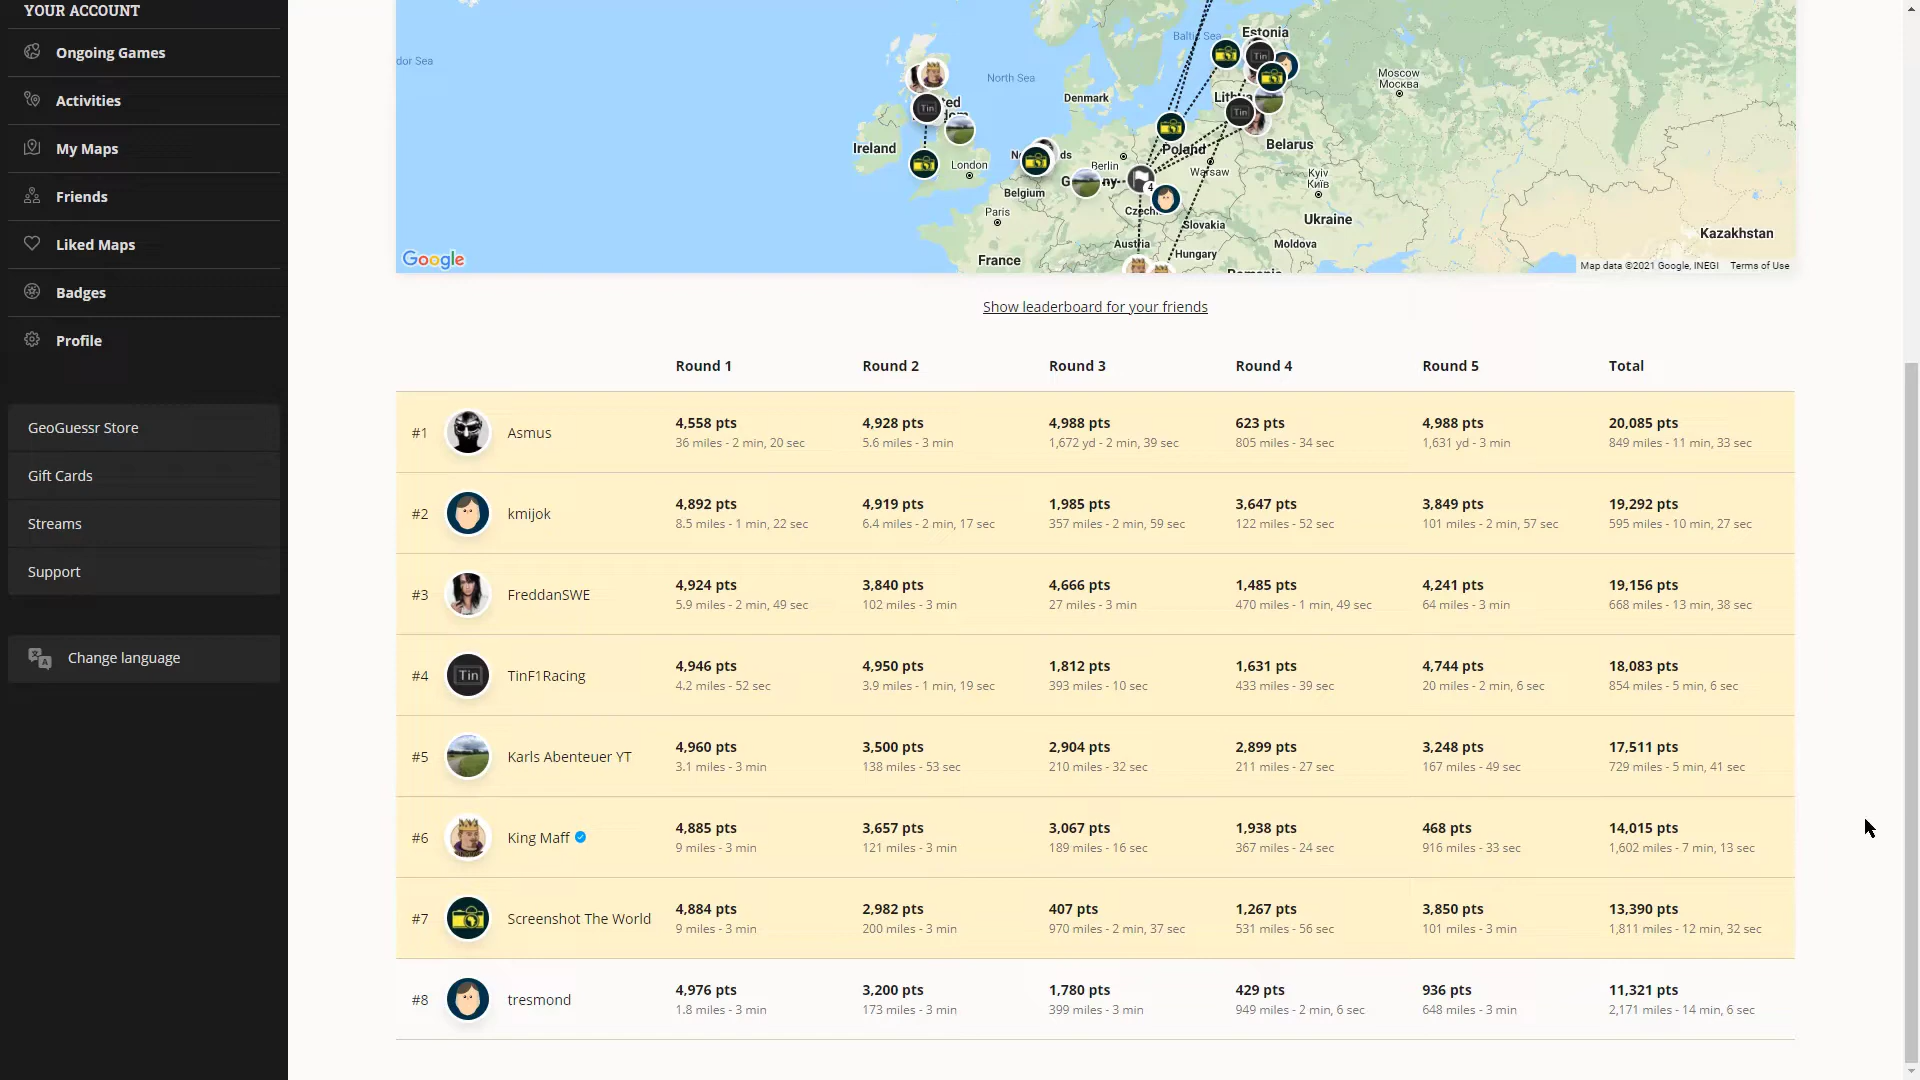 YOUR ACCOUNT
Ongoing Games
Activities
My Maps
Friends
Liked Maps
Badges
Profile
GeoGuessr Store
Gift Cards
Streams
Support
Change language
Estonia
Baltic Sea
dor Sea
North Sea
Moscow
Москва
Denmark
Ireland
London
Berlin
Poland
Warsaw
Belarus
Belgium
Kyiv
Київ
Paris
Slovakia
Ukraine
Austria
Hungary
Moldova
Kazakhstan
France
Google
Map data ©2021 Google, INEGI Terms of Use
Show leaderboard for your friends
Round 1 Round 2 Round 3 Round 4 Round 5 Total
#1 Asmus 4,558 pts 4,928 pts 4,988 pts 623 pts 4,988 pts 20,085 pts
36 miles - 2 min, 20 sec 5.6 miles - 3 min 1,672 yd - 2 min, 39 sec 805 miles - 34 sec 1,631 yd - 3 min 849 miles - 11 min, 33 sec
#2 kmijok 4,892 pts 4,919 pts 1,985 pts 3,647 pts 3,849 pts 19,292 pts
8.5 miles - 1 min, 22 sec 6.4 miles - 2 min, 17 sec 357 miles - 2 min, 59 sec 122 miles - 52 sec 101 miles - 2 min, 57 sec 595 miles - 10 min, 27 sec
#3 FreddanSWE 4,924 pts 3,840 pts 4,666 pts 1,485 pts 4,241 pts 19,156 pts
5.9 miles - 2 min, 49 sec 102 miles - 3 min 27 miles - 3 min 470 miles - 1 min, 49 sec 64 miles - 3 min 668 miles - 13 min, 38 sec
#4 Tin TinF1Racing 4,946 pts 4,950 pts 1,812 pts 1,631 pts 4,744 pts 18,083 pts
4.2 miles - 52 sec 3.9 miles - 1 min, 19 sec 393 miles - 10 sec 433 miles - 39 sec 20 miles - 2 min, 6 sec 854 miles - 5 min, 6 sec
#5 Karls Abenteuer YT 4,960 pts 3,500 pts 2,904 pts 2,899 pts 3,248 pts 17,511 pts
3.1 miles - 3 min 138 miles - 53 sec 210 miles - 32 sec 211 miles - 27 sec 167 miles - 49 sec 729 miles - 5 min, 41 sec
#6 King Maff 4,885 pts 3,657 pts 3,067 pts 1,938 pts 468 pts 14,015 pts
9 miles - 3 min 121 miles - 3 min 189 miles - 16 sec 367 miles - 24 sec 916 miles - 33 sec 1,602 miles - 7 min, 13 sec
#7 Screenshot The World 4,884 pts 2,982 pts 407 pts 1,267 pts 3,850 pts 13,390 pts
9 miles - 3 min 200 miles - 3 min 970 miles - 2 min, 37 sec 531 miles - 56 sec 101 miles - 3 min 1,811 miles - 12 min, 32 sec
#8 tresmond 4,976 pts 3,200 pts 1,780 pts 429 pts 936 pts 11,321 pts
1.8 miles - 3 min 173 miles - 3 min 399 miles - 3 min 949 miles - 2 min, 6 sec 648 miles - 3 min 2,171 miles - 14 min, 6 sec